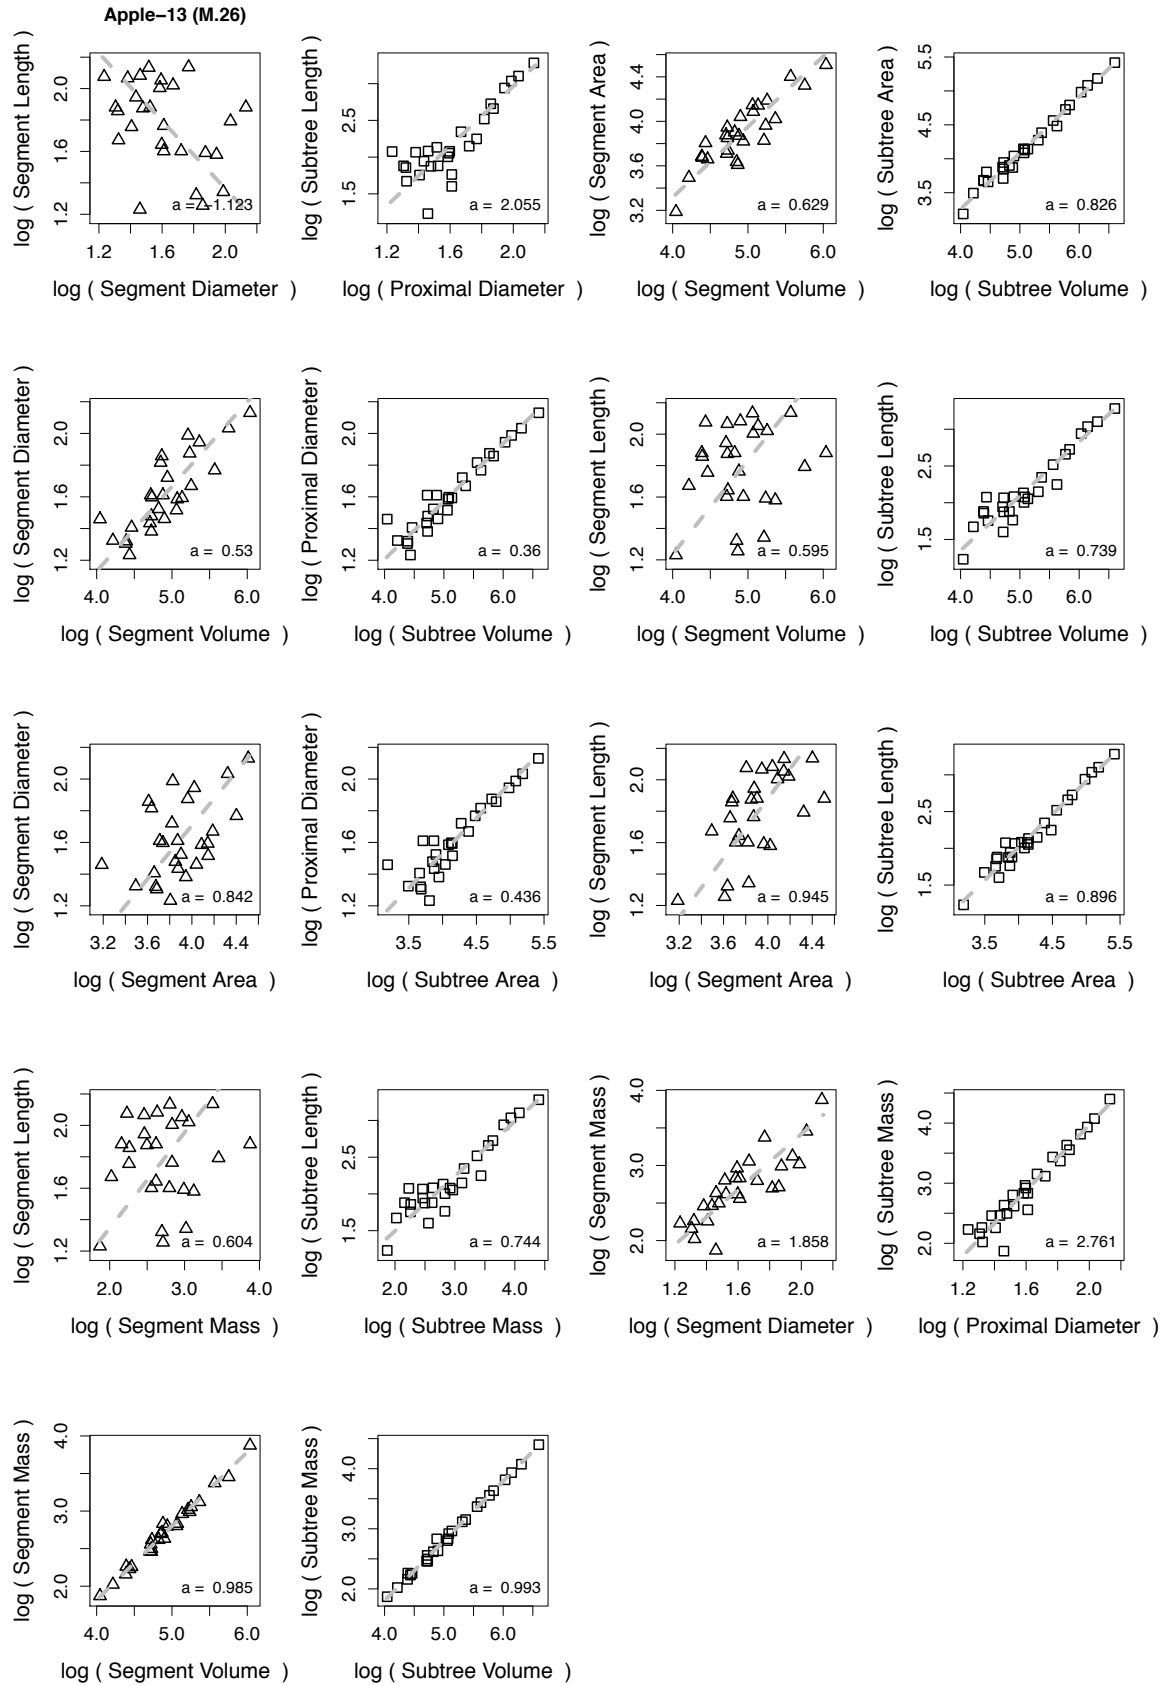 Apple−13 (M.26)
log ( Segment Length )
2.0
1.6
1.2
a = −1.123
1.2 1.6 2.0
log ( Segment Diameter )
log ( Subtree Length )
2.5
1.5
a = 2.055
1.2 1.6 2.0
log ( Proximal Diameter )
log ( Segment Area )
4.4
4.0
3.6
3.2
a = 0.629
4.0 5.0 6.0
log ( Segment Volume )
log ( Subtree Area )
5.5
4.5
3.5
a = 0.826
4.0 5.0 6.0
log ( Subtree Volume )
log ( Segment Diameter )
2.0
1.6
1.2
a = 0.53
4.0 5.0 6.0
log ( Segment Volume )
log ( Proximal Diameter )
2.0
1.6
1.2
a = 0.36
4.0 5.0 6.0
log ( Subtree Volume )
log ( Segment Length )
2.0
1.6
1.2
a = 0.595
4.0 5.0 6.0
log ( Segment Volume )
log ( Subtree Length )
2.5
1.5
a = 0.739
4.0 5.0 6.0
log ( Subtree Volume )
log ( Segment Diameter )
2.0
1.6
1.2
a = 0.842
3.2 3.6 4.0 4.4
log ( Segment Area )
log ( Proximal Diameter )
2.0
1.6
1.2
a = 0.436
3.5 4.5 5.5
log ( Subtree Area )
log ( Segment Length )
2.0
1.6
1.2
a = 0.945
3.2 3.6 4.0 4.4
log ( Segment Area )
log ( Subtree Length )
2.5
1.5
a = 0.896
3.5 4.5 5.5
log ( Subtree Area )
log ( Segment Length )
2.0
1.6
1.2
a = 0.604
2.0 3.0 4.0
log ( Segment Mass )
log ( Subtree Length )
2.5
1.5
a = 0.744
2.0 3.0 4.0
log ( Subtree Mass )
log ( Segment Mass )
4.0
3.0
2.0
a = 1.858
1.2 1.6 2.0
log ( Segment Diameter )
log ( Subtree Mass )
4.0
3.0
2.0
a = 2.761
1.2 1.6 2.0
log ( Proximal Diameter )
log ( Segment Mass )
4.0
3.0
2.0
a = 0.985
4.0 5.0 6.0
log ( Segment Volume )
log ( Subtree Mass )
4.0
3.0
2.0
a = 0.993
4.0 5.0 6.0
log ( Subtree Volume )